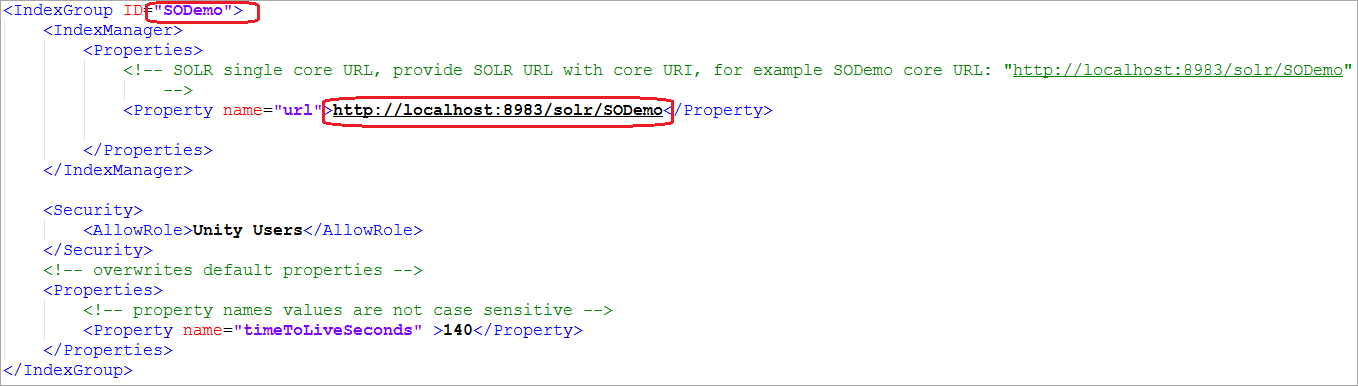 <IndexGroup ID="SODemo">
<IndexManager>
<Properties>
<!-- SOLR single core URL, provide SOLR URL with core URI, for example SODemo core URL: "http://localhost:8983/solr/SODemo"
-->
<Property name="url">http://localhost:8983/solr/SODemo</Property>
</Properties>
</IndexManager>
<Security>
<AllowRole>Unity Users</AllowRole>
</Security>
<!-- overwrites default properties -->
<Properties>
<!-- property names values are not case sensitive -->
<Property name="timeToLiveSeconds" >140</Property>
</Properties>
</IndexGroup>